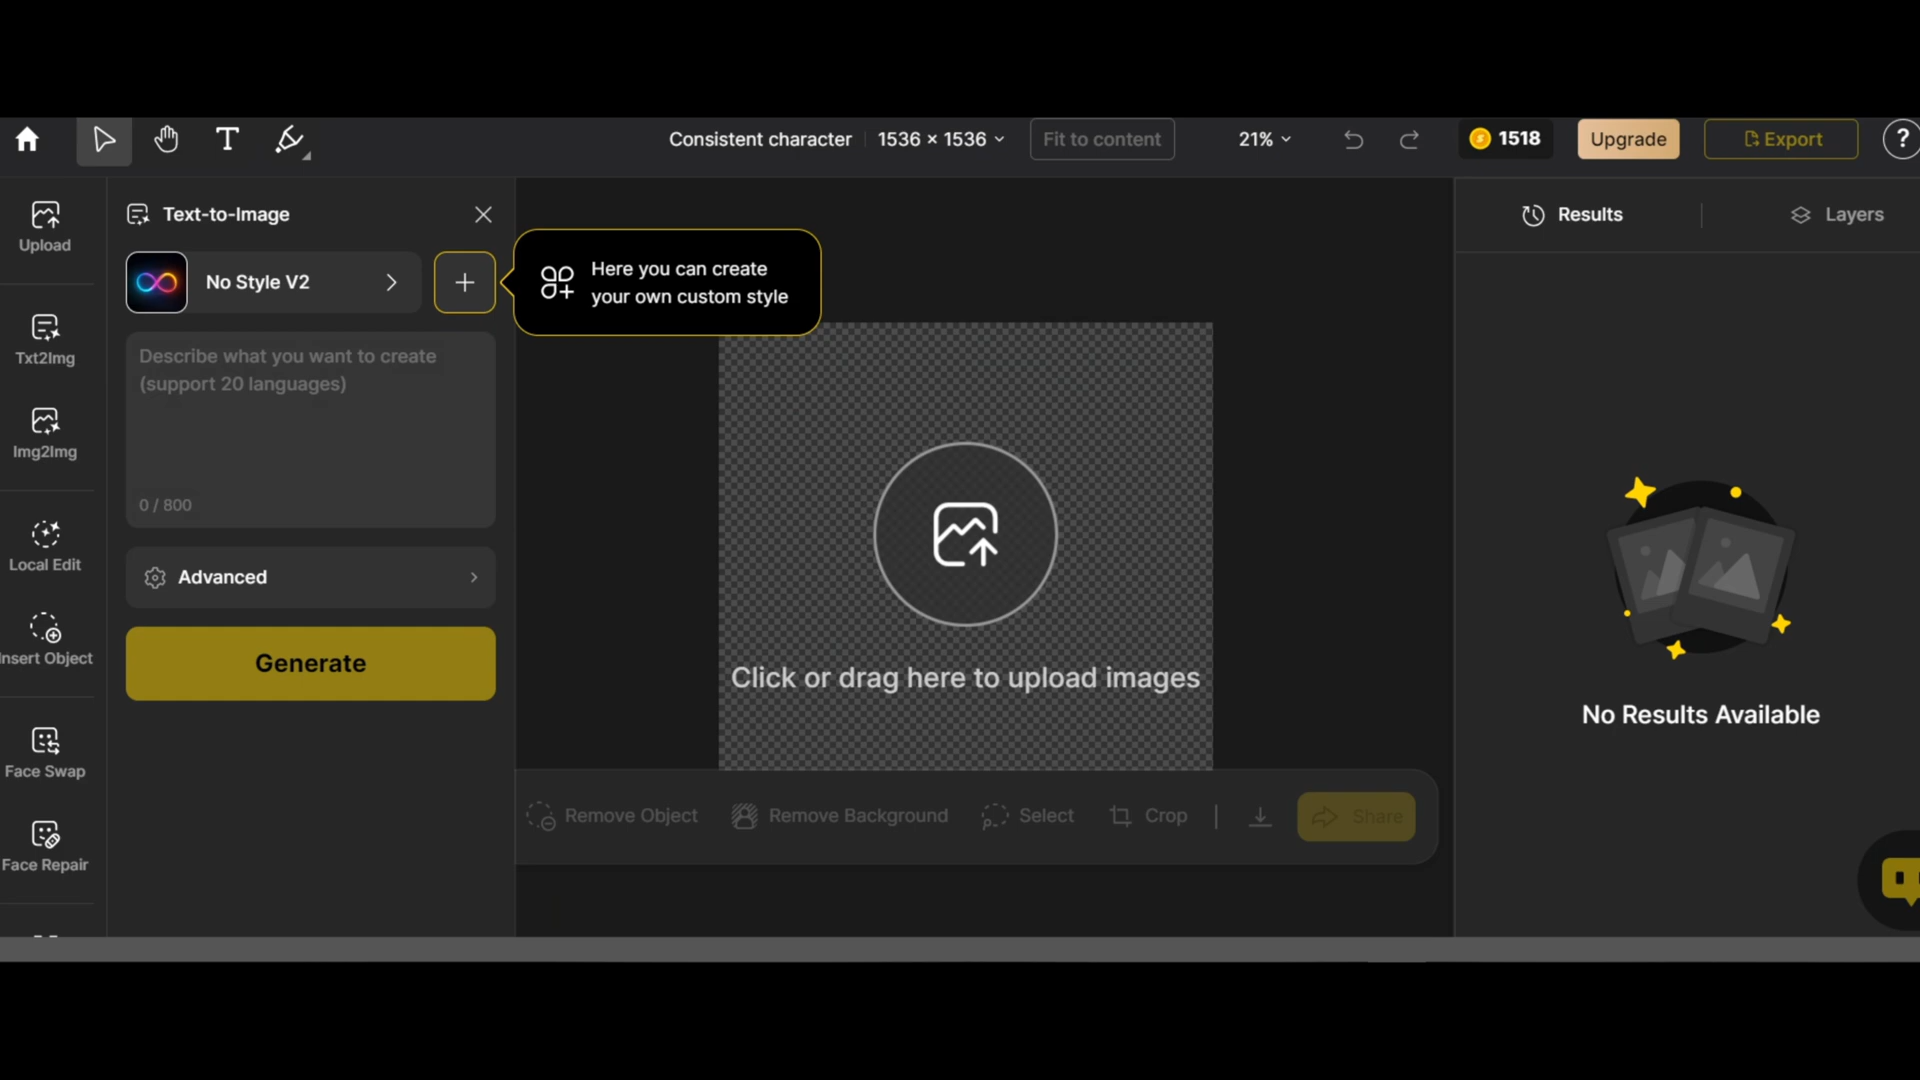 T
Consistent character
1536 × 1536
Fit to content
21%
1518
Upgrade
Export
?
Upload
Txt2Img
Img2Img
Local Edit
Insert Object
Face Swap
Face Repair
Text-to-Image
No Style V2
+
Here you can create
your own custom style
Describe what you want to create
(support 20 languages)
0 / 800
Advanced
Generate
Click or drag here to upload images
Remove Object
Remove Background
Select
Crop
Share
Results
Layers
No Results Available